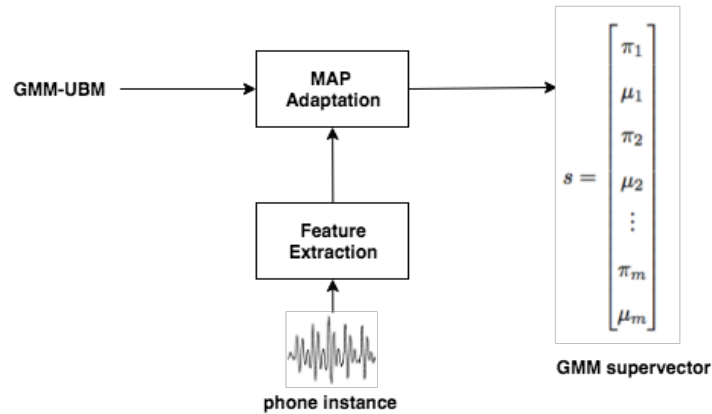 GMM-UBM
MAP
Adaptation
Feature
Extraction
phone instance
s =
π₁
μ₁
π₂
μ₂
⋮
πₘ
μₘ
GMM supervector